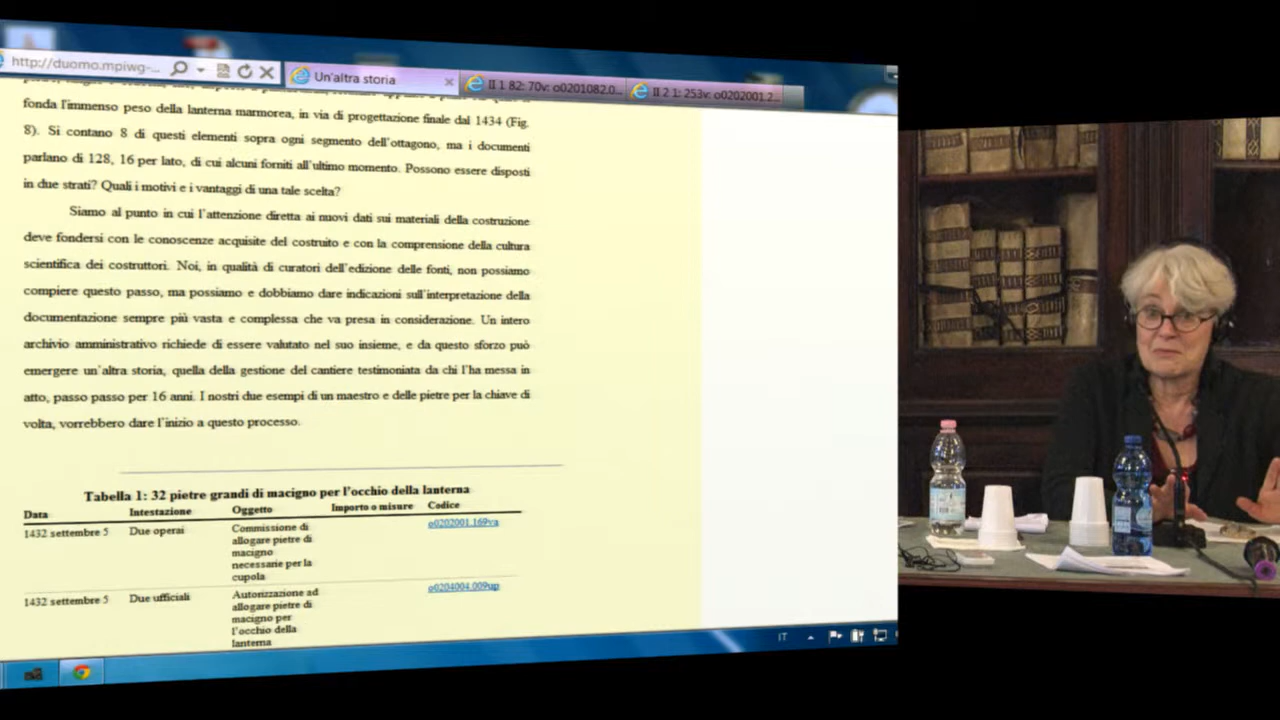 http://duomo.mpiwg-...
Un'altra storia
II 1 82: 70v: o0201082.0...
II 2 1: 253v: o0202001.2...
fonda l'immenso peso della lanterna marmorea, in via di progettazione finale dal 1434 (Fig.
8). Si contano 8 di questi elementi sopra ogni segmento dell'ottagono, ma i documenti
parlano di 128, 16 per lato, di cui alcuni forniti all'ultimo momento. Possono essere disposti
in due strati? Quali i motivi e i vantaggi di una tale scelta?
Siamo al punto in cui l'attenzione diretta ai nuovi dati sui materiali della costruzione
deve fondersi con le conoscenze acquisite del costruito e con la comprensione della cultura
scientifica dei costruttori. Noi, in qualità di curatori dell'edizione delle fonti, non possiamo
compiere questo passo, ma possiamo e dobbiamo dare indicazioni sull'interpretazione della
documentazione sempre più vasta e complessa che va presa in considerazione. Un intero
archivio amministrativo richiede di essere valutato nel suo insieme, e da questo sforzo può
emergere un'altra storia, quella della gestione del cantiere testimoniata da chi l'ha messa in
atto, passo passo per 16 anni. I nostri due esempi di un maestro e delle pietre per la chiave di
volta, vorrebbero dare l'inizio a questo processo.
Tabella 1: 32 pietre grandi di macigno per l'occhio della lanterna
Data Intestazione Oggetto Importo o misure Codice
1432 settembre 5 Due operai Commissione di o0202001.169va
allogare pietre di
macigno
necessarie per la
cupola
1432 settembre 5 Due ufficiali Autorizzazione ad o0204004.009up
allogare pietre di
macigno per
l'occhio della
lanterna
IT